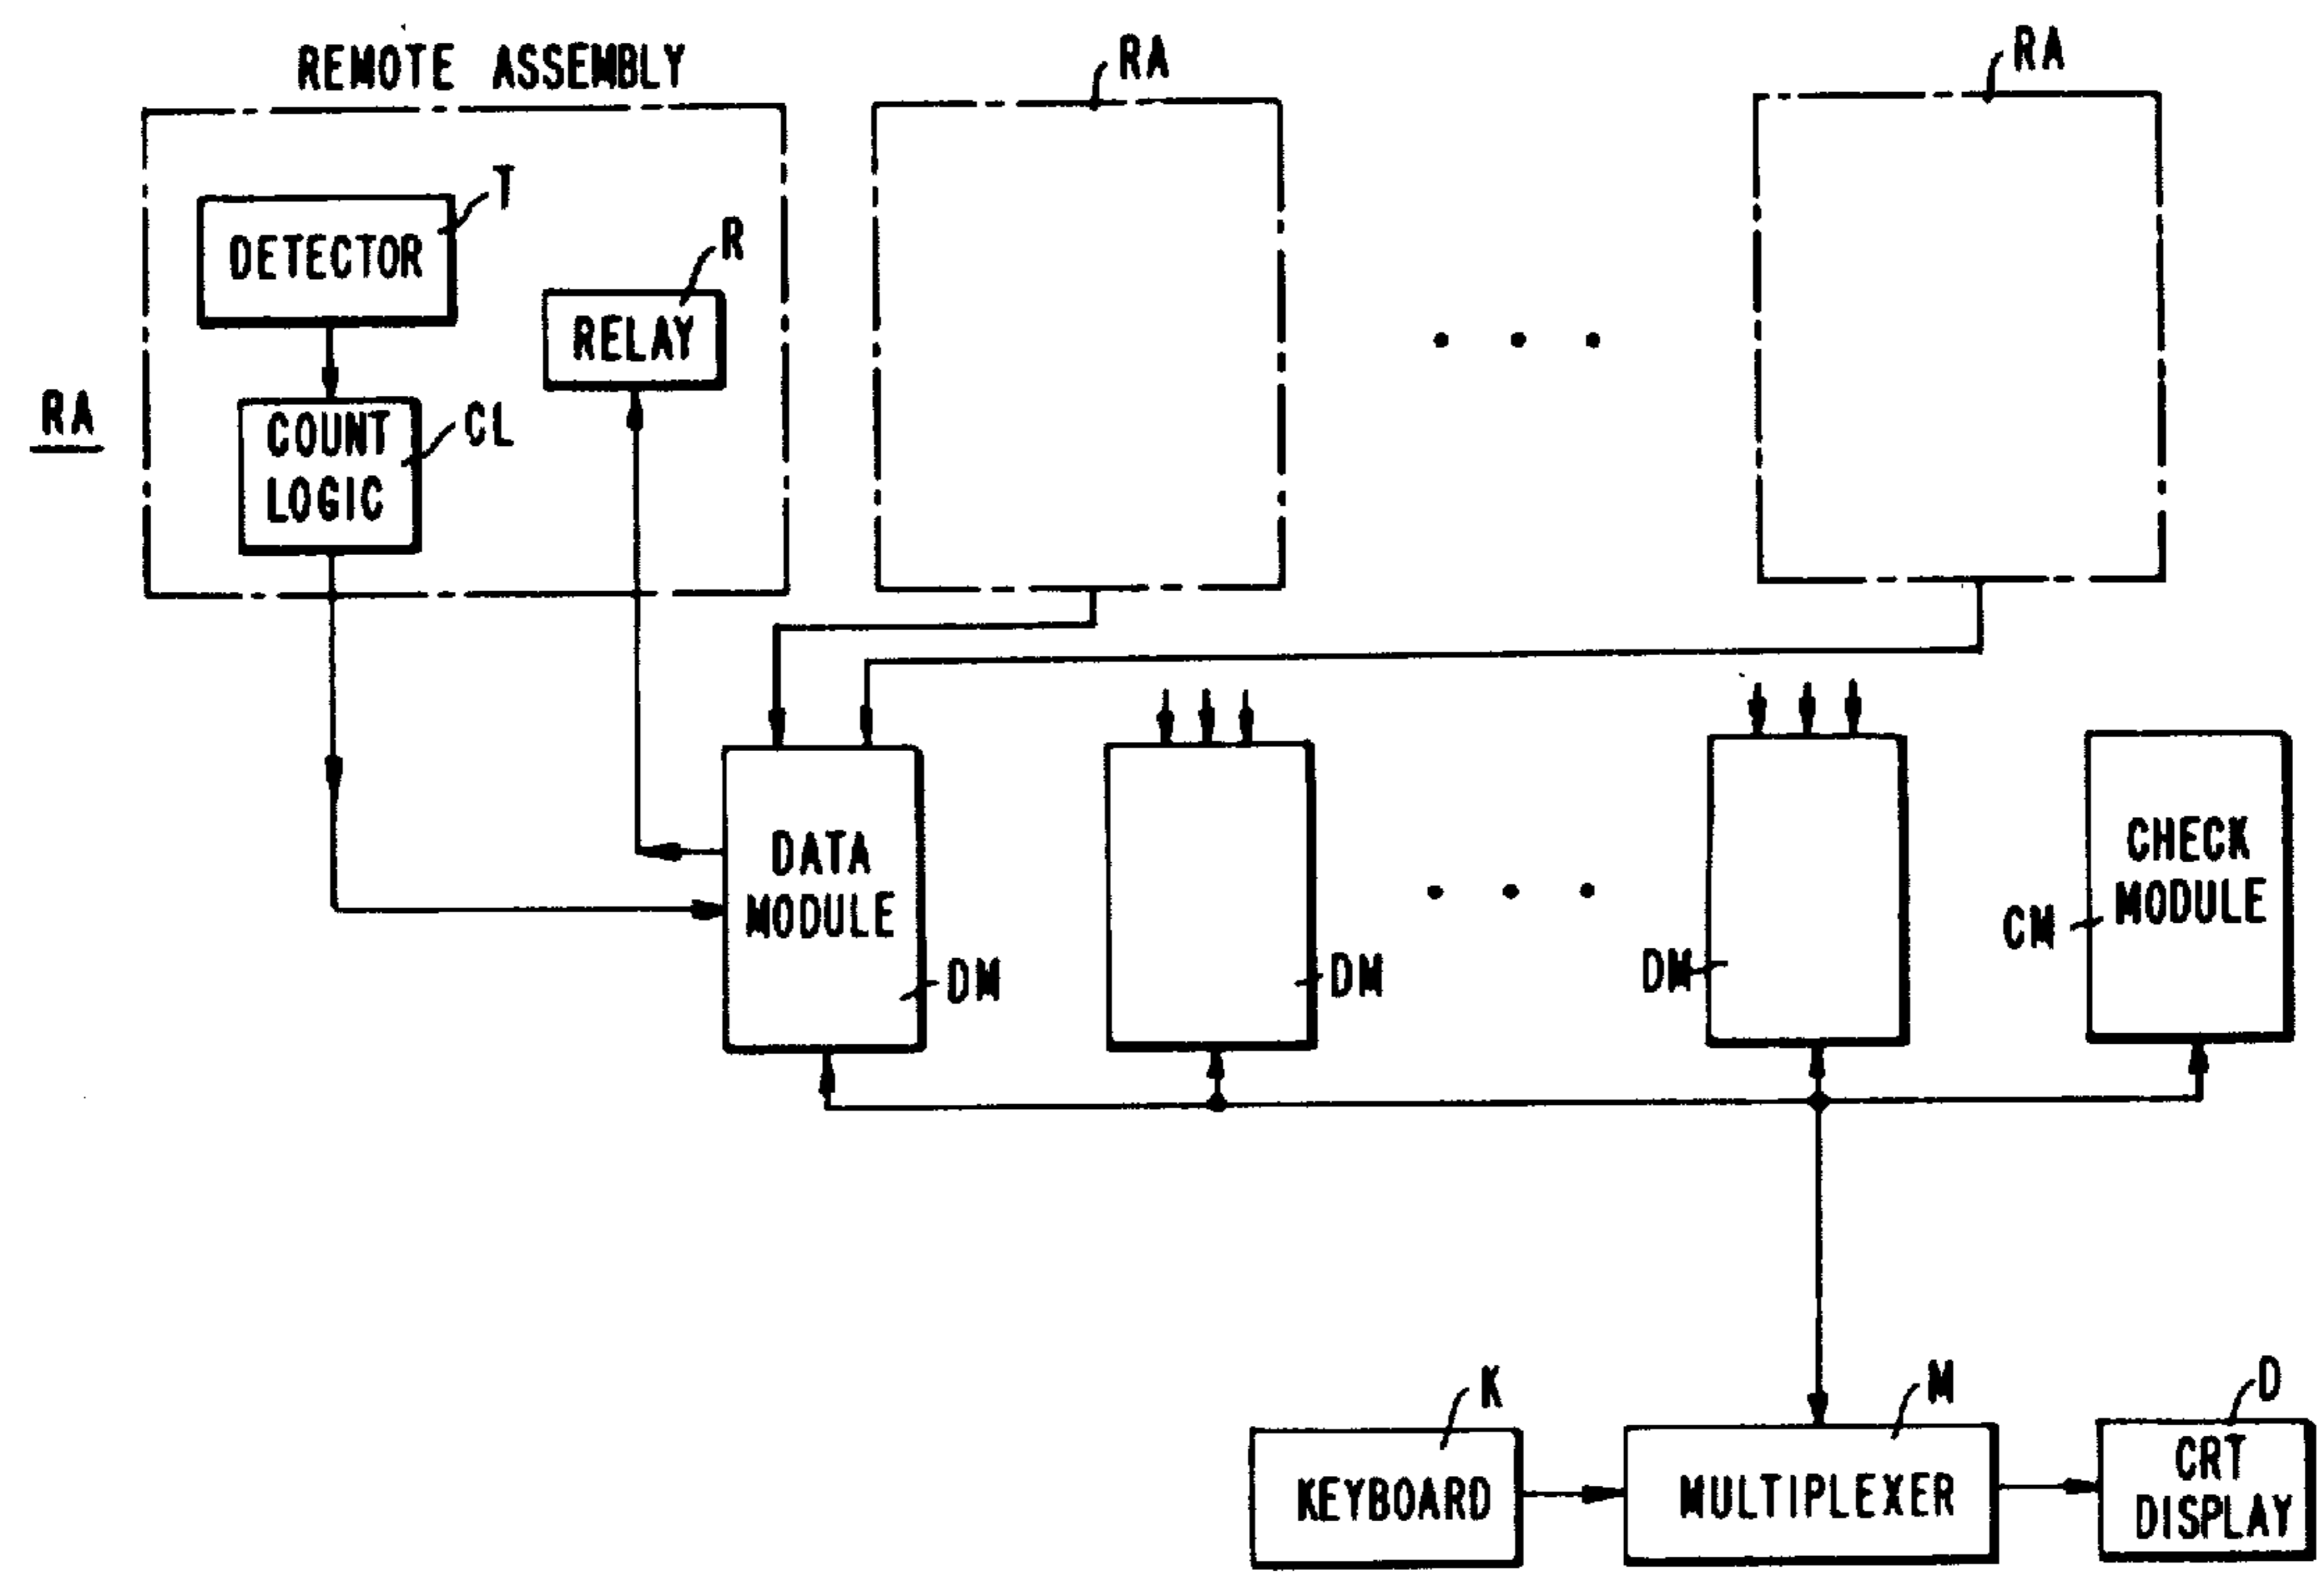 REMOTE ASSEMBLY
RA
RA
T
DETECTOR
R
RELAY
RA
COUNT
LOGIC
CL
DATA
MODULE
DM
DM
DM
CHECK
MODULE
CM
K
KEYBOARD
M
MULTIPLEXER
D
CRT
DISPLAY